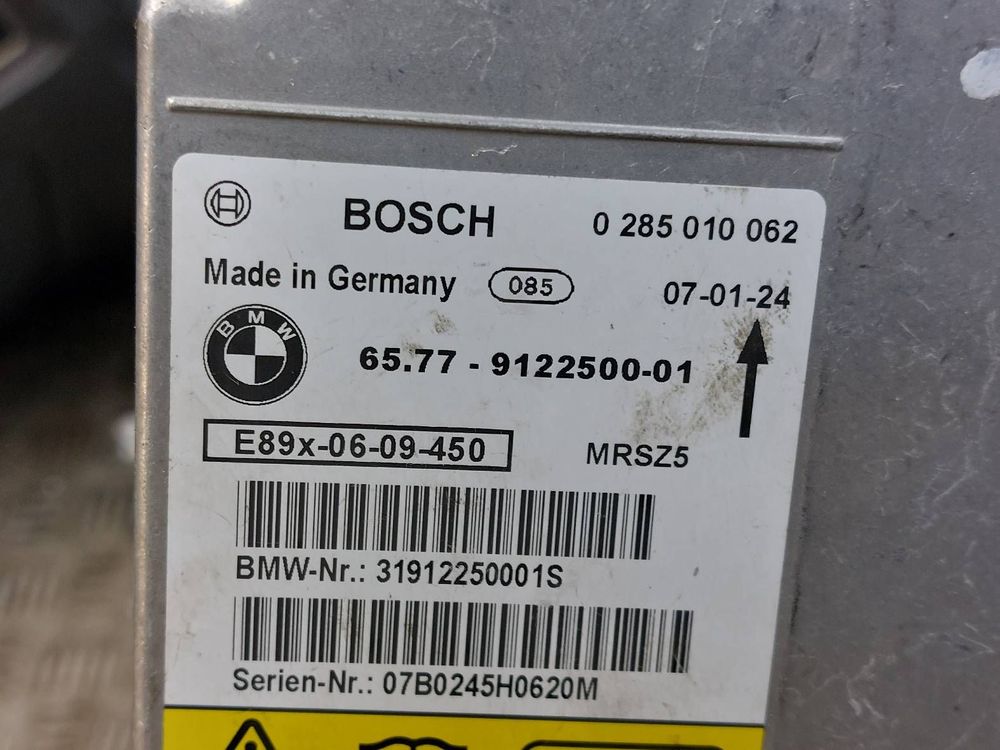 BOSCH 0 285 010 062
Made in Germany 085 07-01-24
BMW
65.77 - 9122500-01
E89x-06-09-450 MRSZ5
BMW-Nr.: 31912250001S
Serien-Nr.: 07B0245H0620M